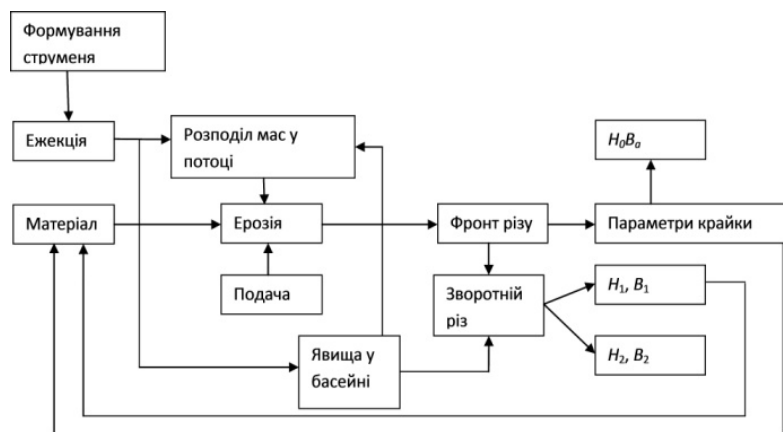 Формування
струменя
Ежекція
Розподіл мас у
потоці
H₀Bₐ
Матеріал
Ерозія
Фронт різу
Параметри крайки
Подача
Зворотній
різ
H₁, B₁
Явища у
басейні
H₂, B₂